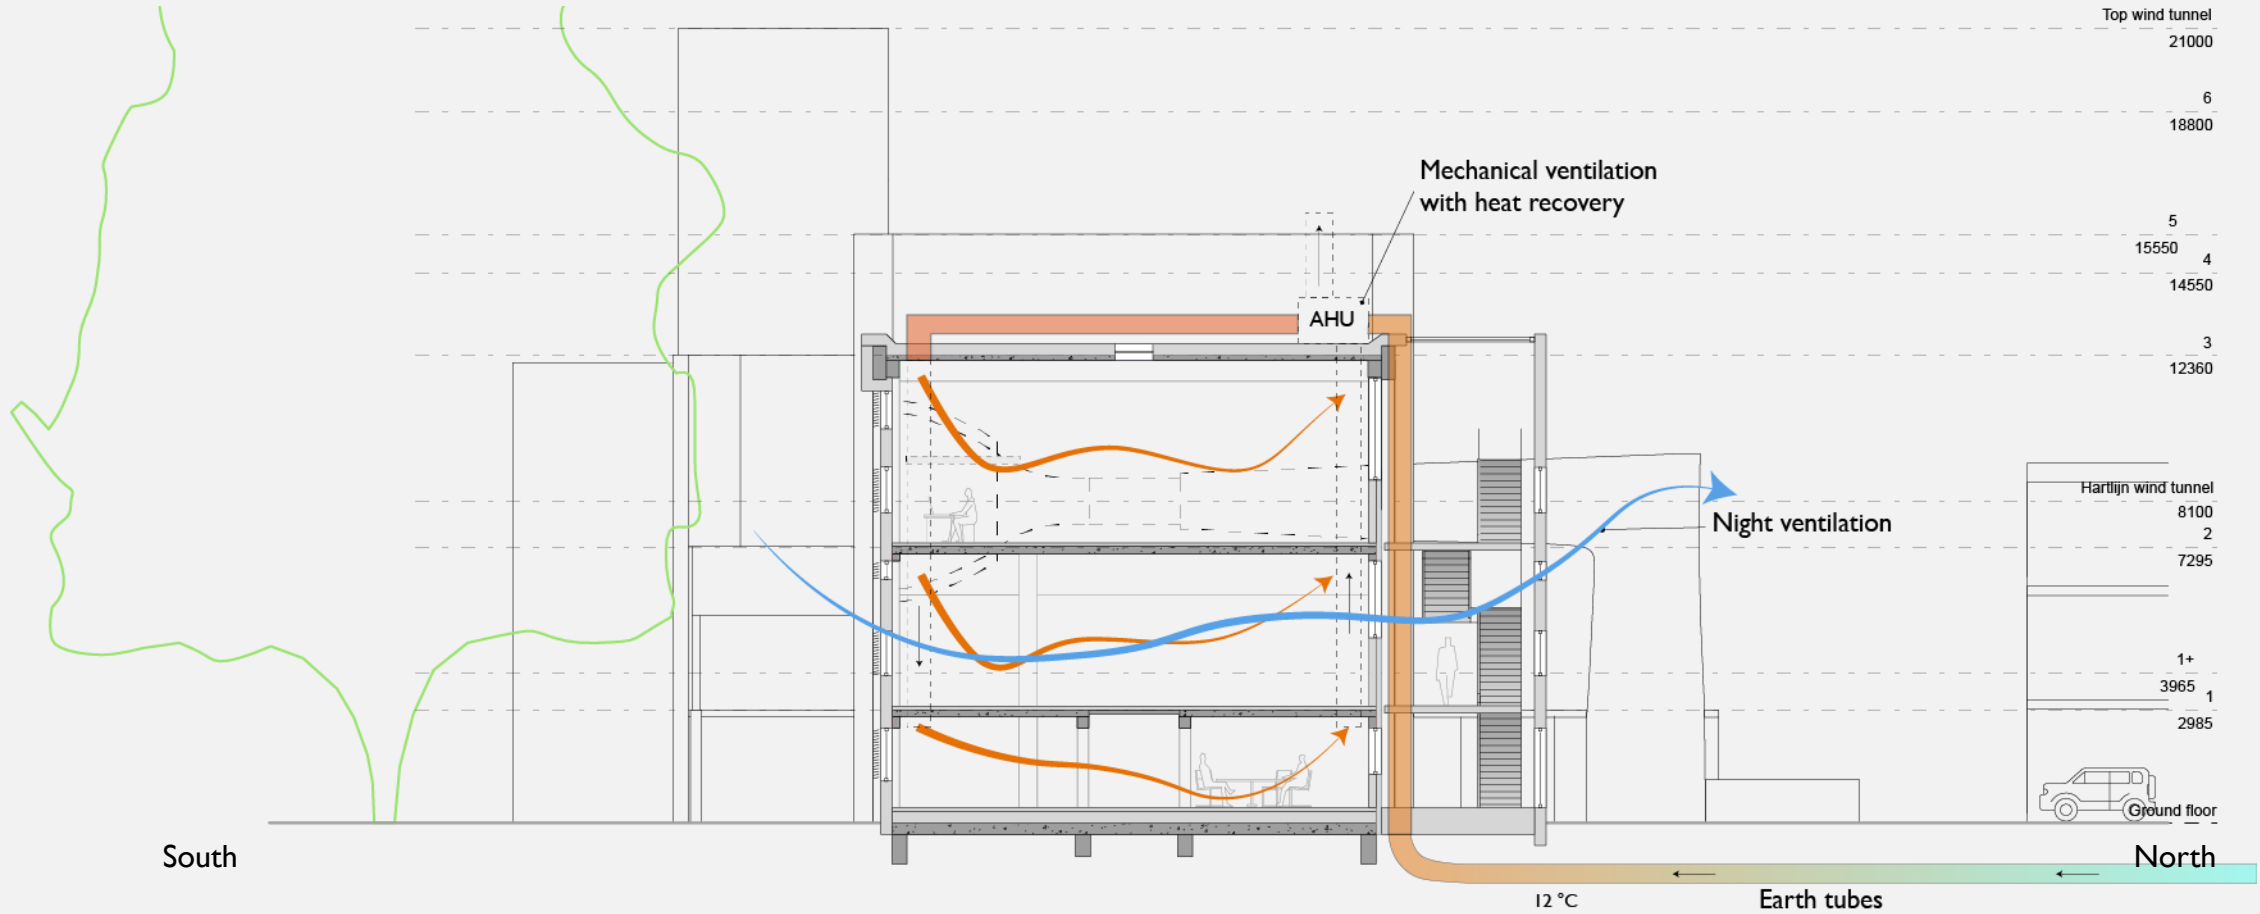 Top wind tunnel
21000
6
18800
Mechanical ventilation
with heat recovery
5
15550
4
14550
AHU
3
12360
Hartlijn wind tunnel
8100
Night ventilation
2
7295
1+
3965
1
2985
Ground floor
South
North
12 °C
Earth tubes